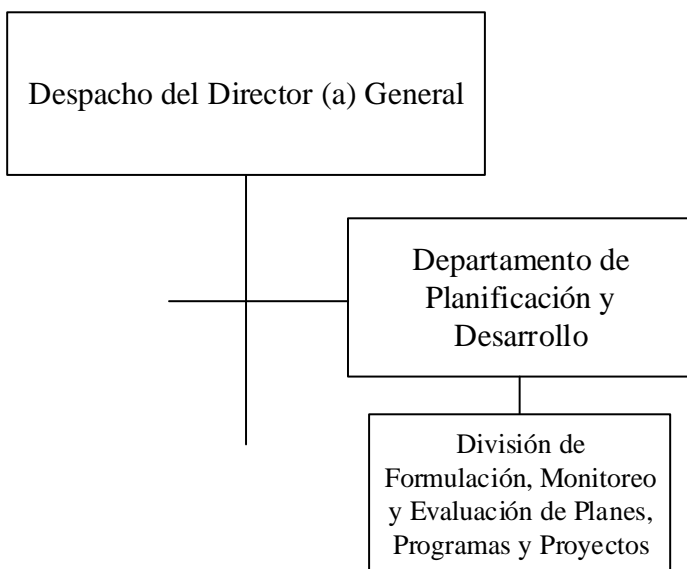 Despacho del Director (a) General
Departamento de
Planificación y
Desarrollo
División de
Formulación, Monitoreo
y Evaluación de Planes,
Programas y Proyectos